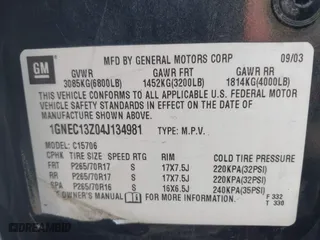 GM
MFD BY GENERAL MOTORS CORP 09/03
GVWR GAWR FRT GAWR RR
3085KG(6800LB) 1452KG(3200LB) 1814KG(4000LB)
THIS VEHICLE CONFORMS TO ALL APPLICABLE U.S. FEDERAL MOTOR
VEHICLE SAFETY STANDARDS IN EFFECT ON THE DATE OF
MANUFACTURE SHOWN ABOVE.
1GNEC13Z04J134981 TYPE: M.P.V.
MODEL: C15706
CPHK TIRE SIZE SPEED RTG RIM COLD TIRE PRESSURE
FRT P265/70R17 S 17X7.5J 220KPA(32PSI)
RR P265/70R17 S 17X7.5J 220KPA(32PSI)
SPA P265/70R16 S 16X6.5J 240KPA(35PSI)
OWNER'S MANUAL FOR ADDITIONAL INFORMATION F 332
T 330